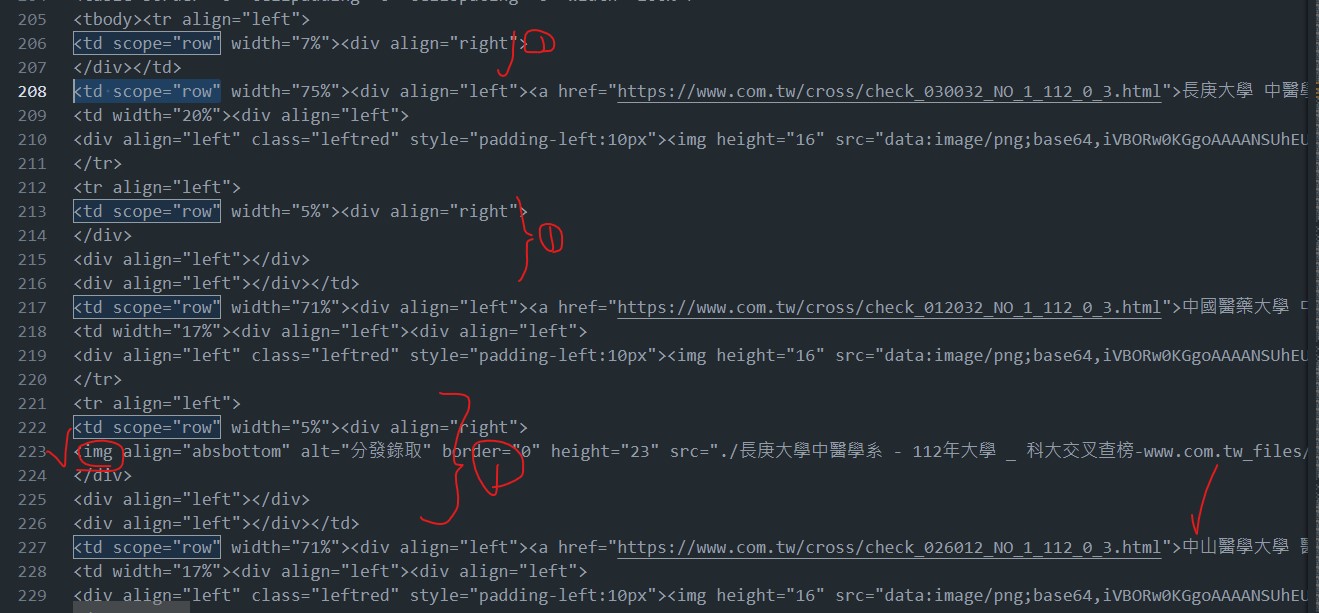 205 <tbody><tr align="left">
206 <td scope="row" width="7%"><div align="right"> ①
207 </div></td>
208 <td scope="row" width="75%"><div align="left"><a href="https://www.com.tw/cross/check_030032_NO_1_112_0_3.html">長庚大學 中醫學
209 <td width="20%"><div align="left">
210 <div align="left" class="leftred" style="padding-left:10px"><img height="16" src="data:image/png;base64,iVBORw0KGgoAAAANSUhEU
211 </tr>
212 <tr align="left">
213 <td scope="row" width="5%"><div align="right">
214 </div> ①
215 <div align="left"></div>
216 <div align="left"></div></td>
217 <td scope="row" width="71%"><div align="left"><a href="https://www.com.tw/cross/check_012032_NO_1_112_0_3.html">中國醫藥大學 中
218 <td width="17%"><div align="left"><div align="left">
219 <div align="left" class="leftred" style="padding-left:10px"><img height="16" src="data:image/png;base64,iVBORw0KGgoAAAANSUhEU
220 </tr>
221 <tr align="left">
222 <td scope="row" width="5%"><div align="right">
223 <img align="absbottom" alt="分發錄取" border="0" height="23" src="./長庚大學中醫學系 - 112年大學 _ 科大交叉查榜-www.com.tw_files/
224 </div> ①
225 <div align="left"></div>
226 <div align="left"></div></td>
227 <td scope="row" width="71%"><div align="left"><a href="https://www.com.tw/cross/check_026012_NO_1_112_0_3.html">中山醫學大學 醫
228 <td width="17%"><div align="left"><div align="left">
229 <div align="left" class="leftred" style="padding-left:10px"><img height="16" src="data:image/png;base64,iVBORw0KGgoAAAANSUhEU